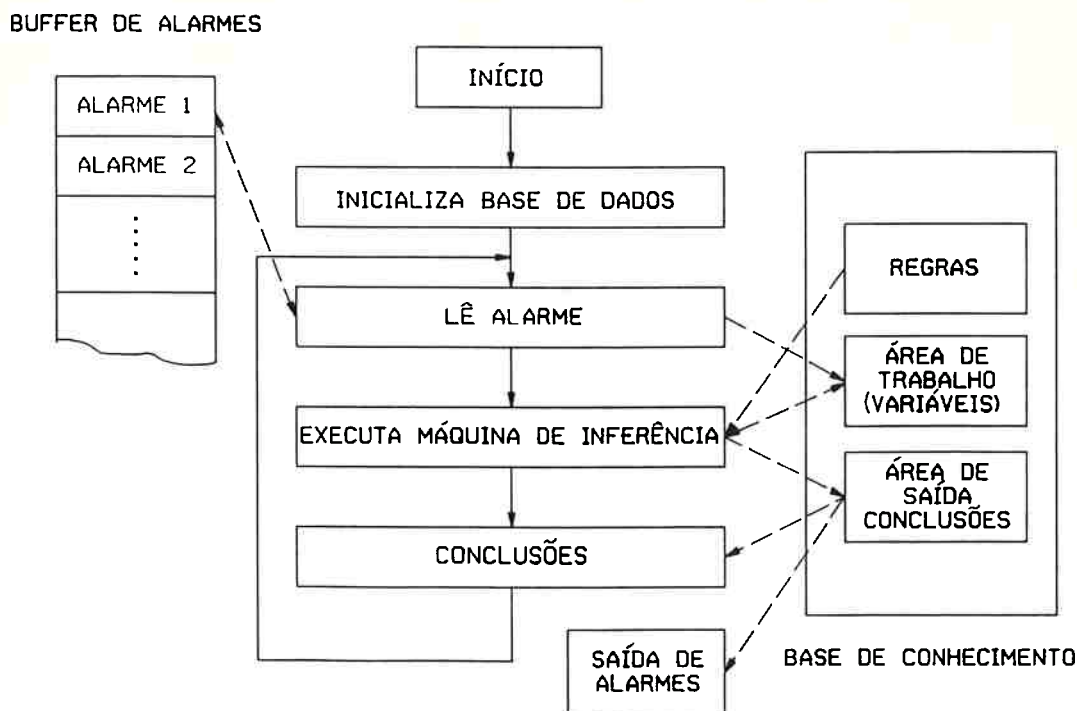 BUFFER DE ALARMES
ALARME 1
ALARME 2
INÍCIO
INICIALIZA BASE DE DADOS
LÊ ALARME
EXECUTA MÁQUINA DE INFERÊNCIA
CONCLUSÕES
SAÍDA DE
ALARMES
REGRAS
ÁREA DE
TRABALHO
(VARIÁVEIS)
ÁREA DE
SAÍDA
CONCLUSÕES
BASE DE CONHECIMENTO